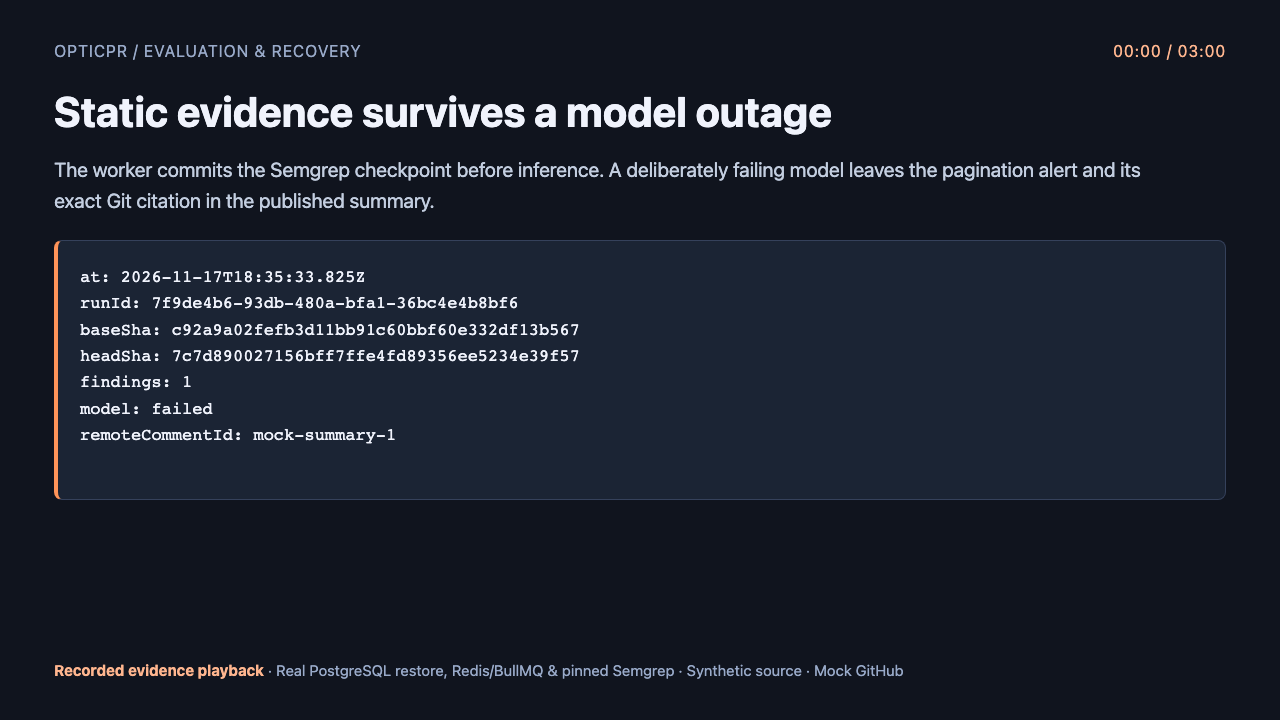 OPTICPR / EVALUATION & RECOVERY
00:00 / 03:00
Static evidence survives a model outage
The worker commits the Semgrep checkpoint before inference. A deliberately failing model leaves the pagination alert and its
exact Git citation in the published summary.
at: 2026-11-17T18:35:33.825Z
runId: 7f9de4b6-93db-480a-bfa1-36bc4e4b8bf6
baseSha: c92a9a02fefb3d11bb91c60bbf60e332df13b567
headSha: 7c7d890027156bff7ffe4fd89356ee5234e39f57
findings: 1
model: failed
remoteCommentId: mock-summary-1
Recorded evidence playback · Real PostgreSQL restore, Redis/BullMQ & pinned Semgrep · Synthetic source · Mock GitHub